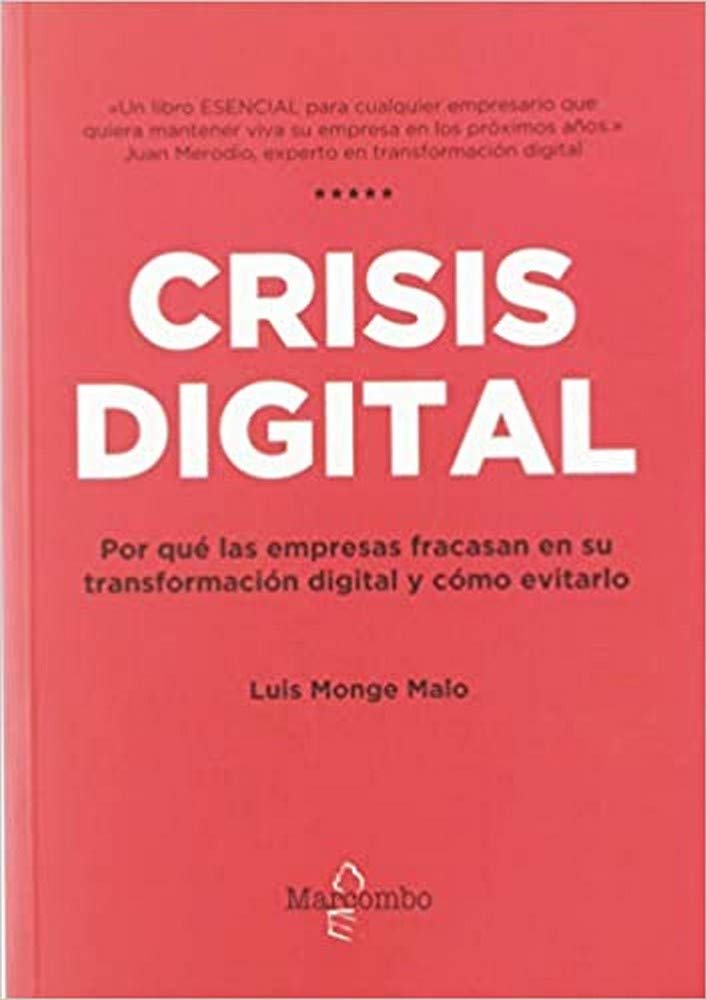 «Un libro ESENCIAL para cualquier empresario que
quiera mantener viva su empresa en los próximos años.»
Juan Merodio, experto en transformación digital
*****
CRISIS
DIGITAL
Por qué las empresas fracasan en su
transformación digital y cómo evitarlo
Luis Monge Malo
Marcombo